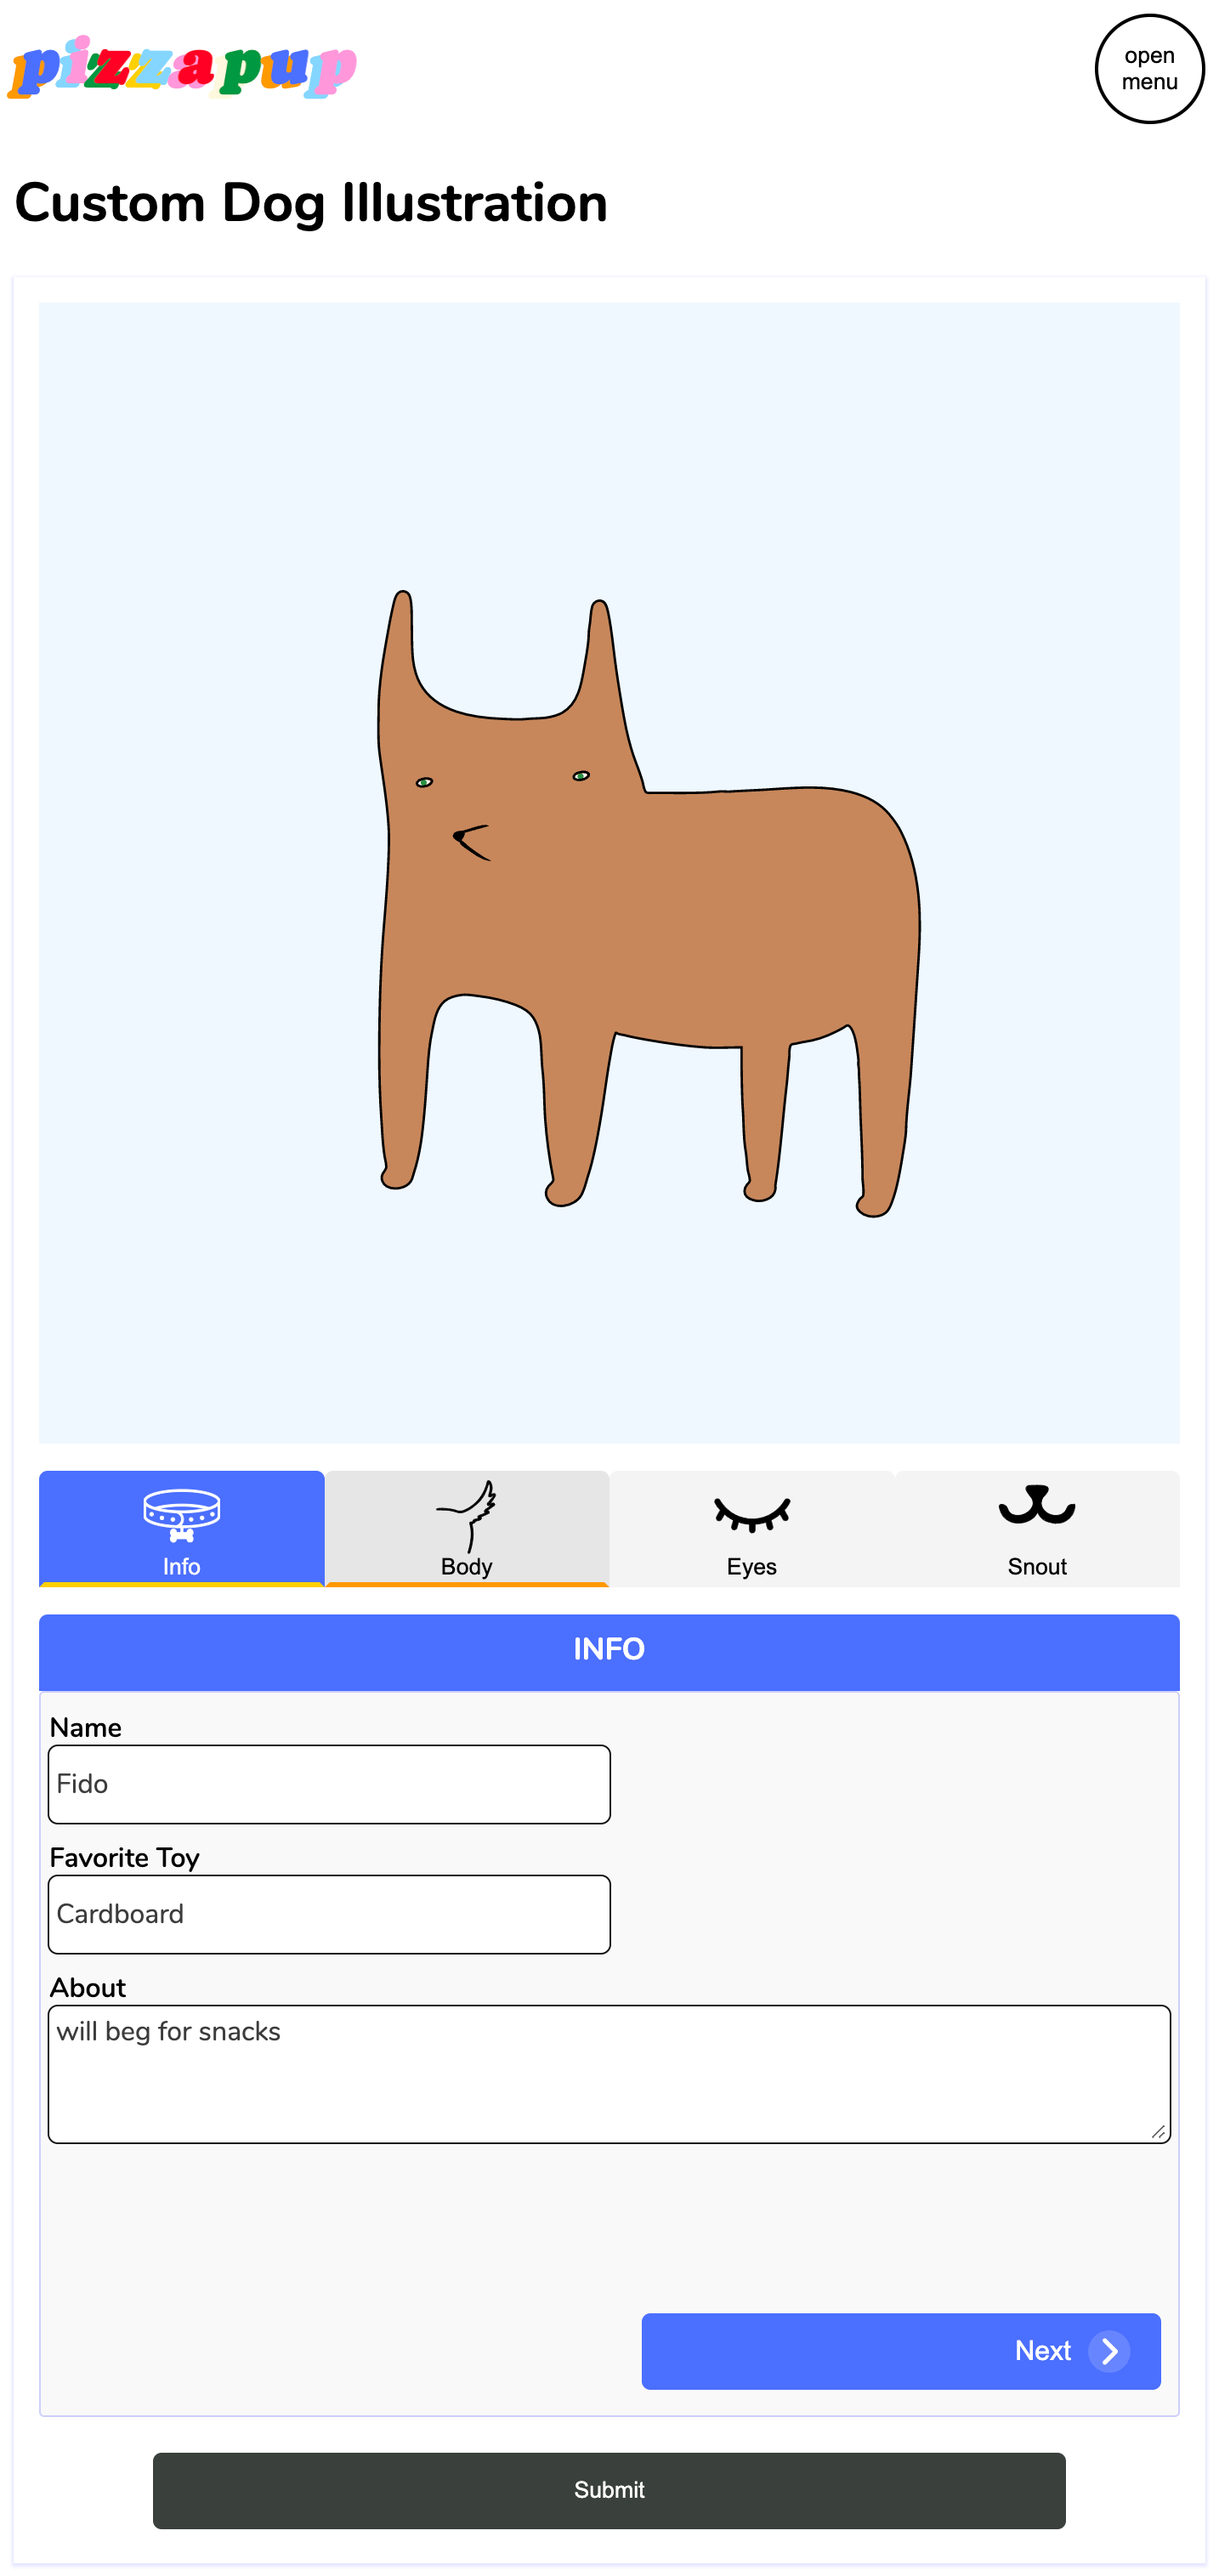 pizzapup
open
menu
Custom Dog Illustration
Info
Body
Eyes
Snout
INFO
Name
Fido
Favorite Toy
Cardboard
About
will beg for snacks
Next
Submit